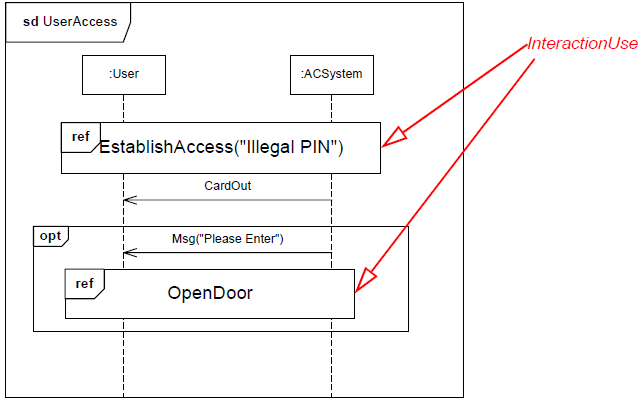 sd UserAccess
InteractionUse
:User
:ACSystem
ref
EstablishAccess("Illegal PIN")
CardOut
opt
Msg("Please Enter")
ref
OpenDoor